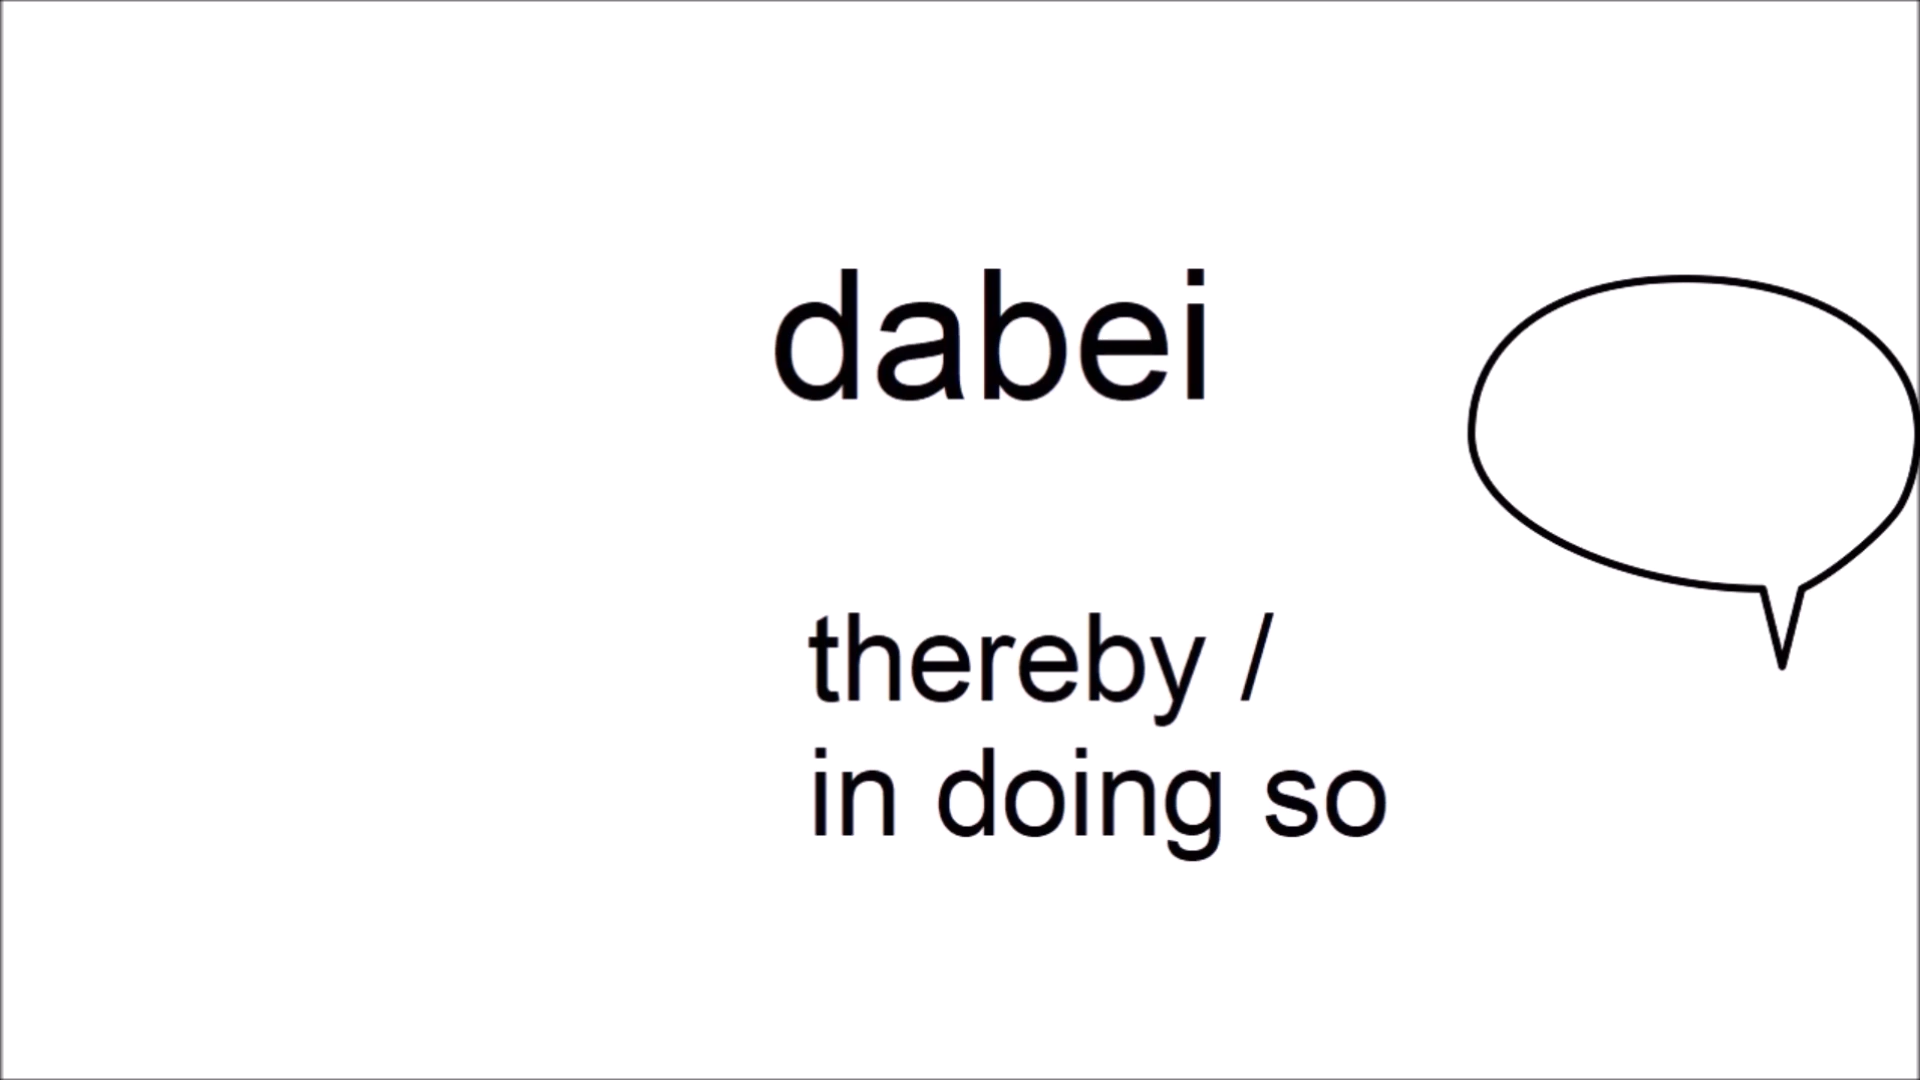 dabei
thereby /
in doing so